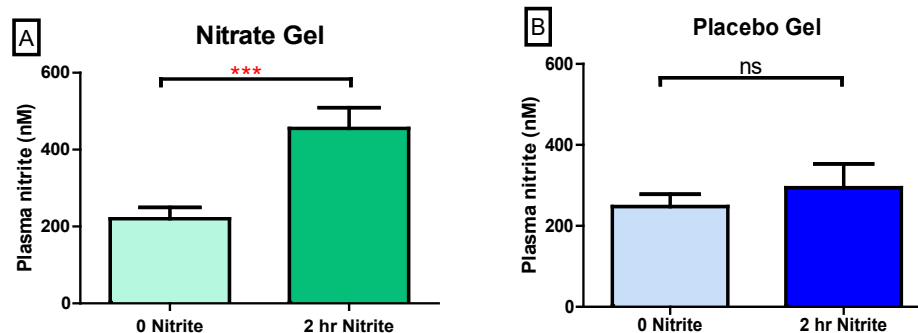 A
Nitrate Gel
Plasma nitrite (nM)
600
400
200
0
***
0 Nitrite
2 hr Nitrite
B
Placebo Gel
Plasma nitrite (nM)
600
400
200
0
ns
0 Nitrite
2 hr Nitrite